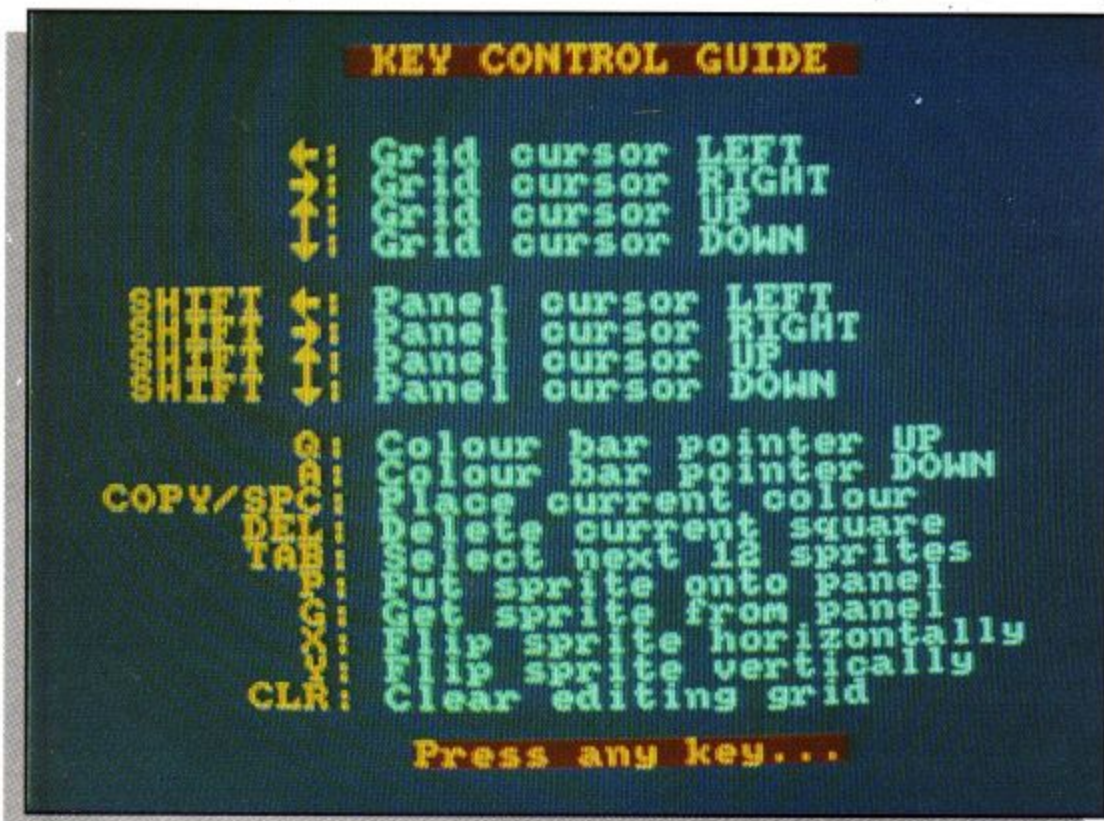 KEY CONTROL GUIDE
←: Grid cursor LEFT
→: Grid cursor RIGHT
↑: Grid cursor UP
↓: Grid cursor DOWN
SHIFT ←: Panel cursor LEFT
SHIFT →: Panel cursor RIGHT
SHIFT ↑: Panel cursor UP
SHIFT ↓: Panel cursor DOWN
Q: Colour bar pointer UP
A: Colour bar pointer DOWN
COPY/SPC: Place current colour
DEL: Delete current square
TAB: Select next 12 sprites
P: Put sprite onto panel
G: Get sprite from panel
X: Flip sprite horizontally
Y: Flip sprite vertically
CLR: Clear editing grid
Press any key...